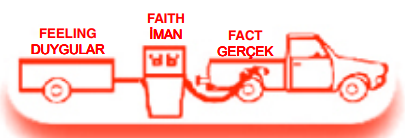 FEELING
DUYGULAR
FAITH
İMAN
FACT
GERÇEK